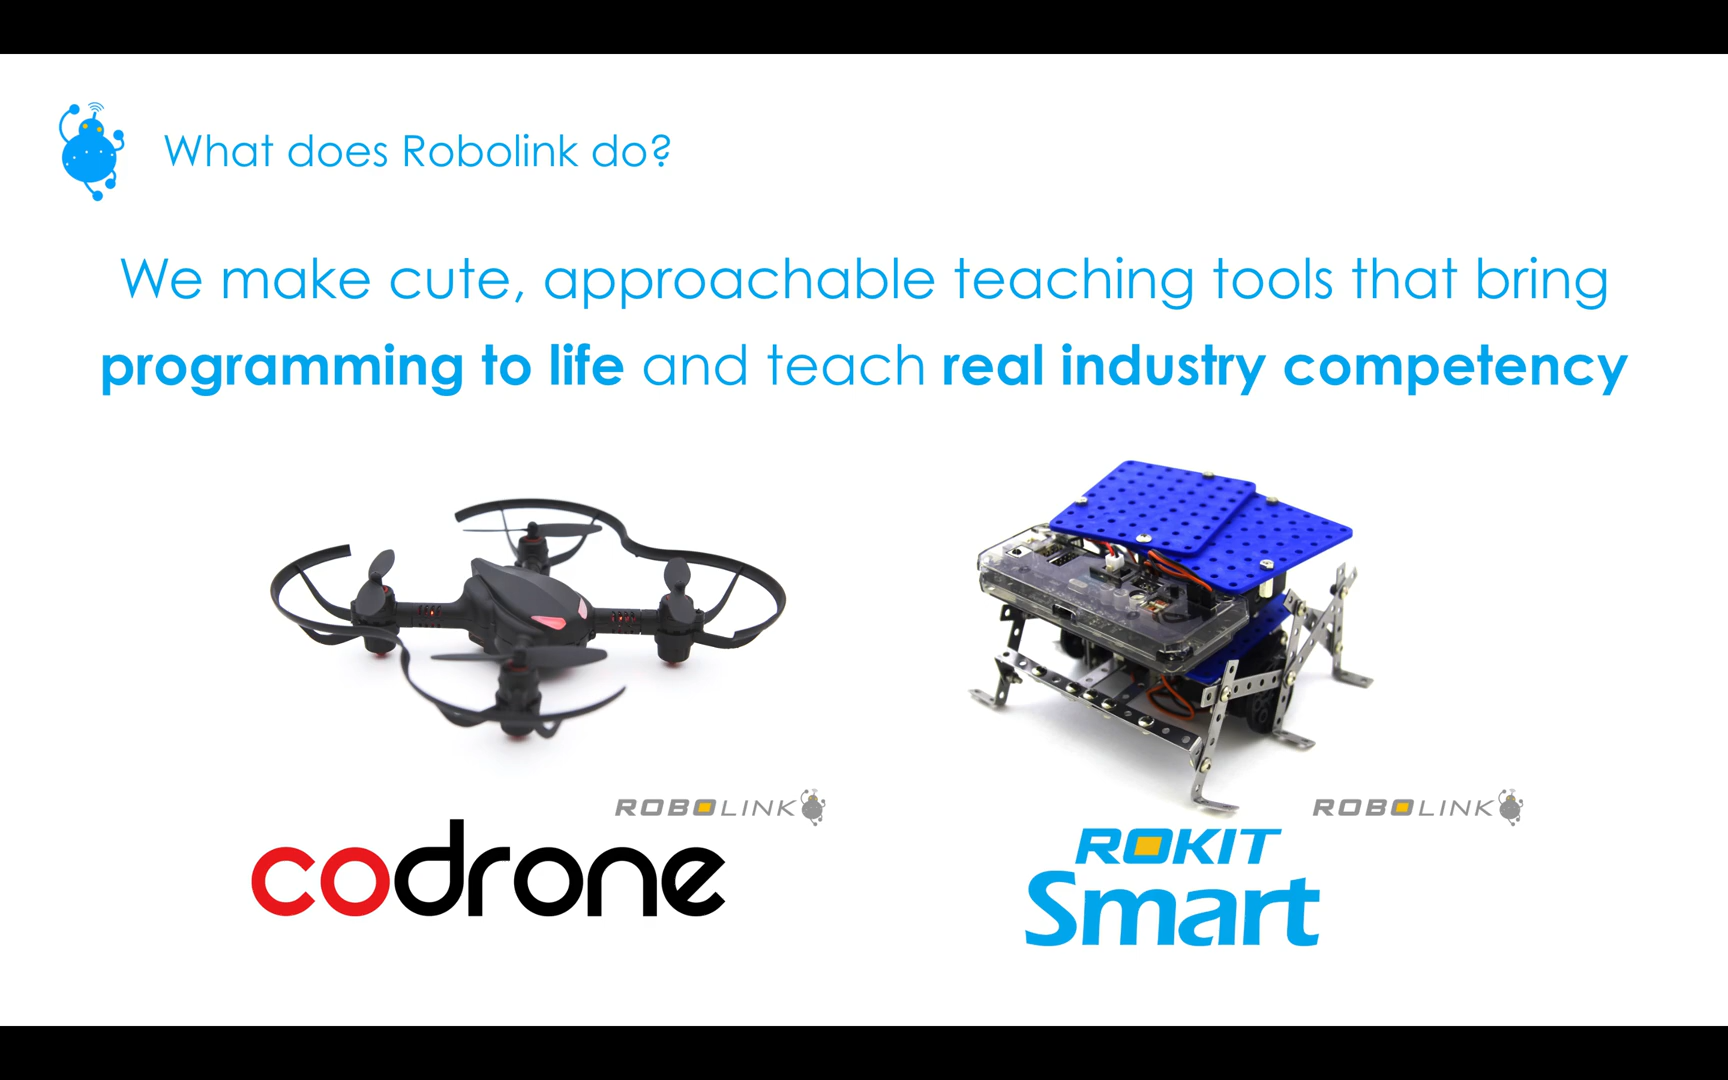 What does Robolink do?
We make cute, approachable teaching tools that bring
programming to life and teach real industry competency
ROBOLINK
codrone
ROBOLINK
ROKIT
Smart